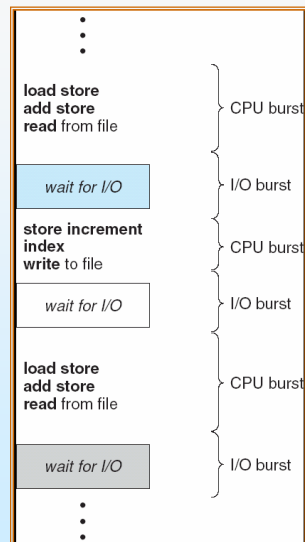 load store
add store
read from file
CPU burst
wait for I/O
I/O burst
store increment
index
write to file
CPU burst
wait for I/O
I/O burst
load store
add store
read from file
CPU burst
wait for I/O
I/O burst